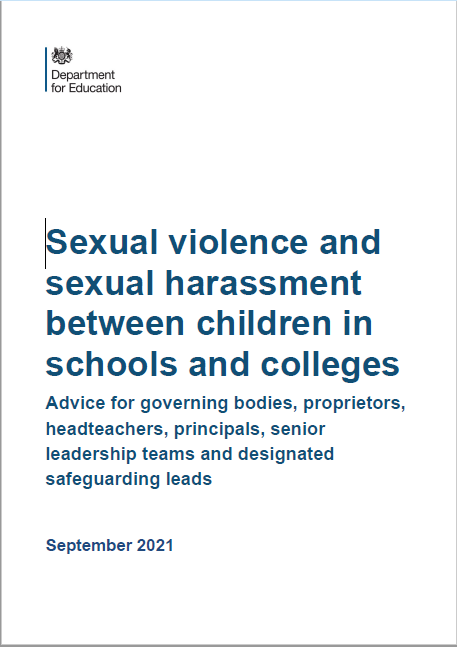 Department
for Education
Sexual violence and
sexual harassment
between children in
schools and colleges
Advice for governing bodies, proprietors,
headteachers, principals, senior
leadership teams and designated
safeguarding leads
September 2021